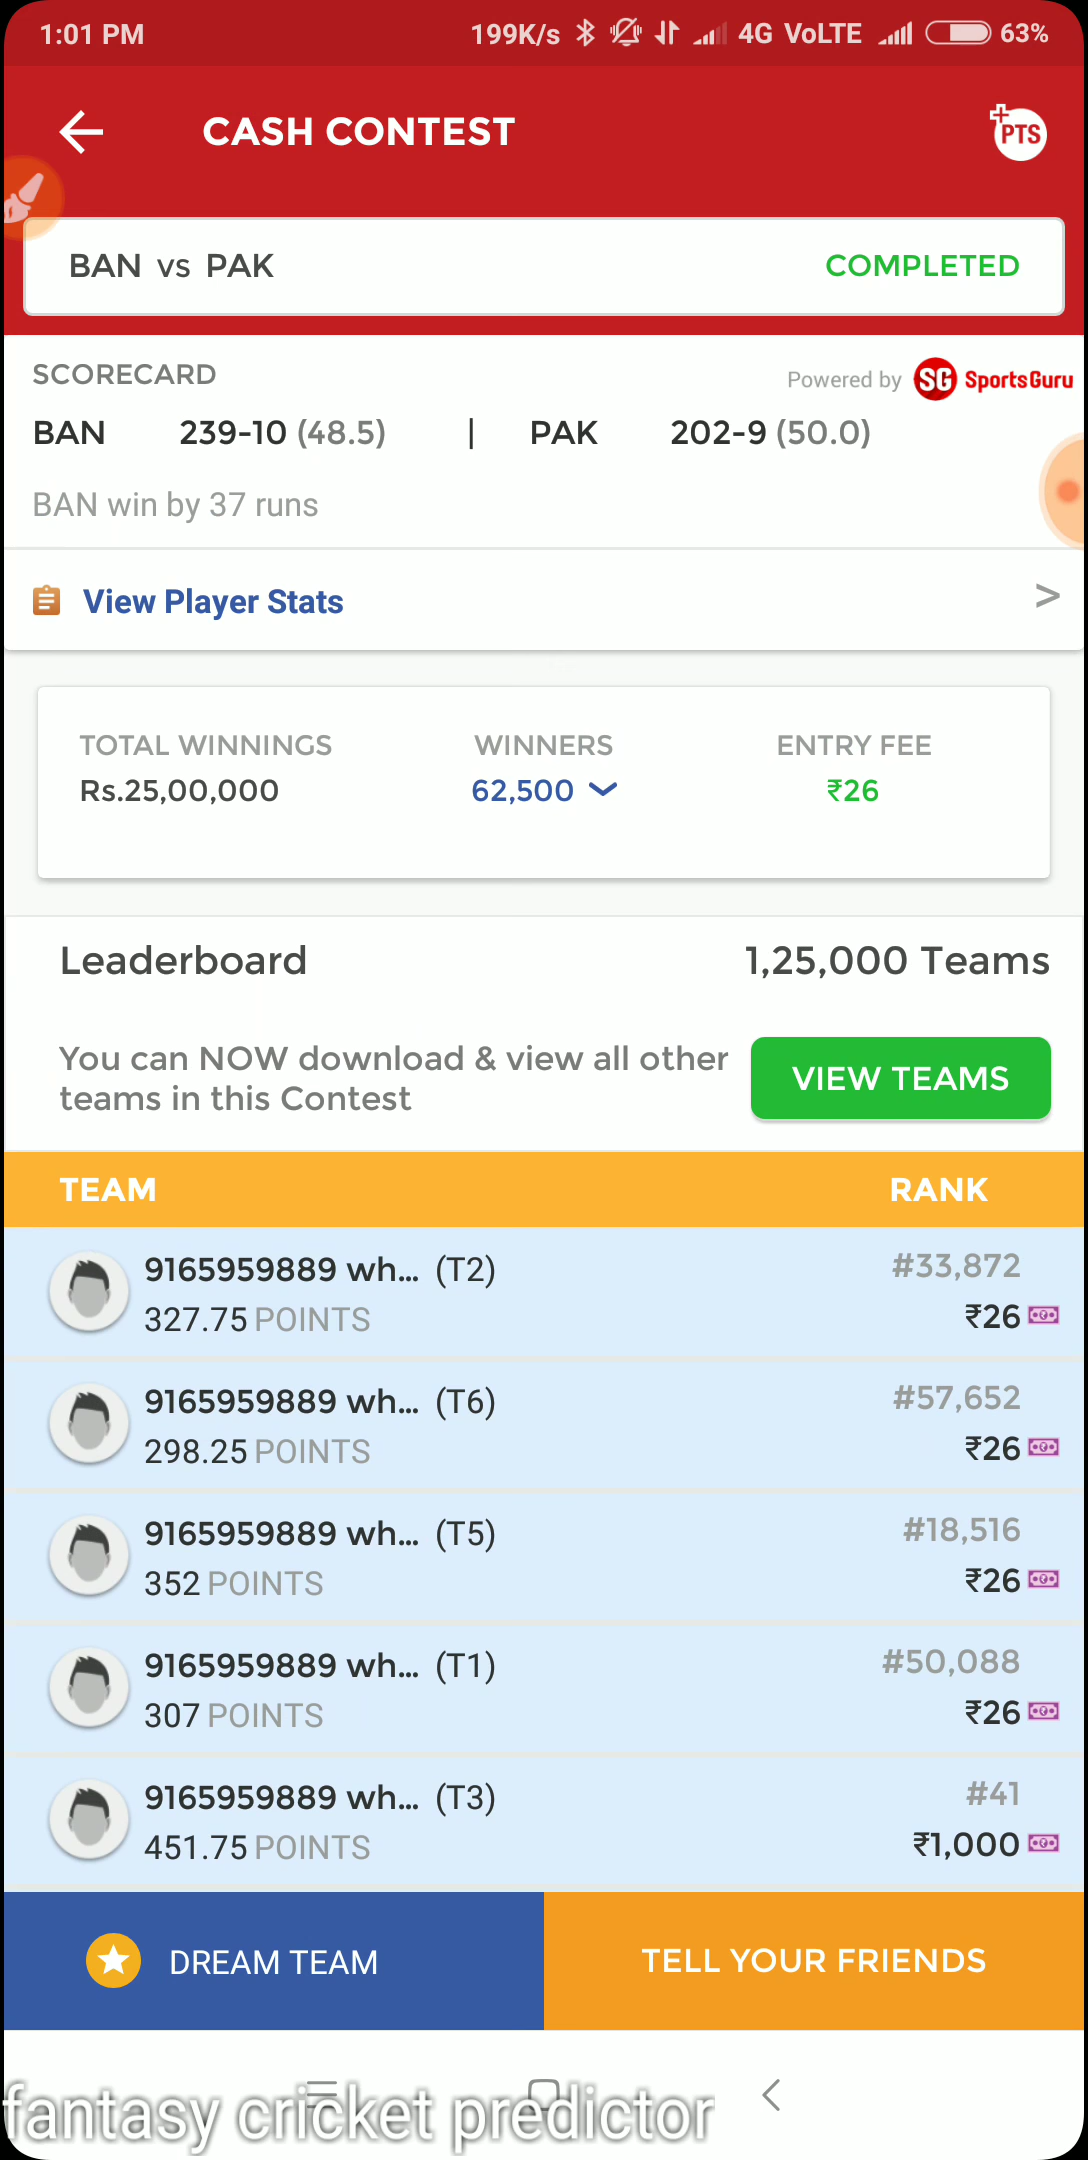 1:01 PM 199K/s 4G VoLTE 63%
CASH CONTEST
+PTS
BAN vs PAK COMPLETED
SCORECARD
Powered by SG SportsGuru
BAN 239-10 (48.5) | PAK 202-9 (50.0)
BAN win by 37 runs
View Player Stats >
TOTAL WINNINGS WINNERS ENTRY FEE
Rs.25,00,000 62,500 ₹26
Leaderboard 1,25,000 Teams
You can NOW download & view all other
teams in this Contest
VIEW TEAMS
TEAM RANK
9165959889 wh... (T2) #33,872
327.75 POINTS ₹26
9165959889 wh... (T6) #57,652
298.25 POINTS ₹26
9165959889 wh... (T5) #18,516
352 POINTS ₹26
9165959889 wh... (T1) #50,088
307 POINTS ₹26
9165959889 wh... (T3) #41
451.75 POINTS ₹1,000
DREAM TEAM TELL YOUR FRIENDS
fantasy cricket predictor